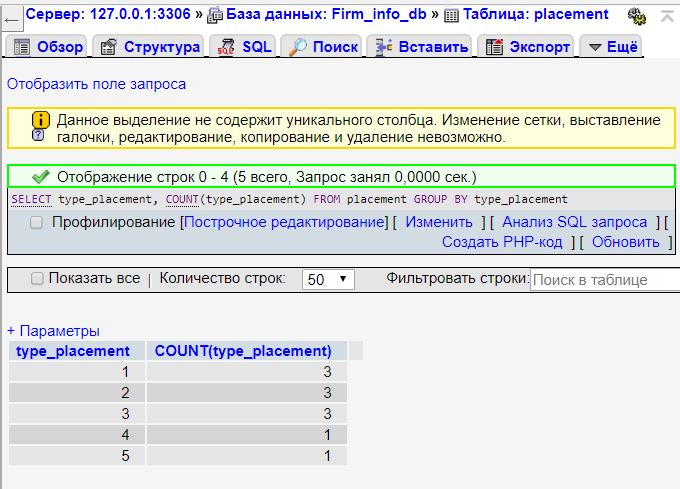 Сервер: 127.0.0.1:3306 » База данных: Firm_info_db » Таблица: placement
Обзор Структура SQL Поиск Вставить Экспорт Ещё
Отобразить поле запроса
Данное выделение не содержит уникального столбца. Изменение сетки, выставление
галочки, редактирование, копирование и удаление невозможно.
Отображение строк 0 - 4 (5 всего, Запрос занял 0,0000 сек.)
SELECT type_placement, COUNT(type_placement) FROM placement GROUP BY type_placement
Профилирование [Построчное редактирование] [ Изменить ] [ Анализ SQL запроса ] [
Создать PHP-код ] [ Обновить ]
Показать все | Количество строк: 50 Фильтровать строки: Поиск в таблице
+ Параметры
type_placement COUNT(type_placement)
1 3
2 3
3 3
4 1
5 1